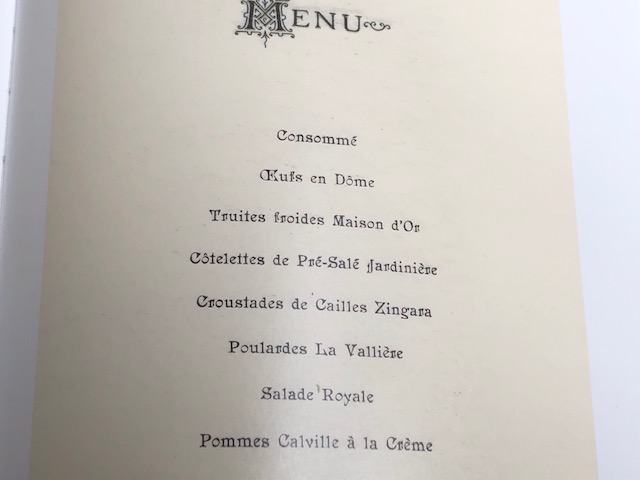 MENU
Consommé
Œufs en Dôme
Truites froides Maison d'Or
Côtelettes de Pré-Salé Jardinière
Croustades de Cailles Zingara
Poulardes La Vallière
Salade Royale
Pommes Calville à la Crème